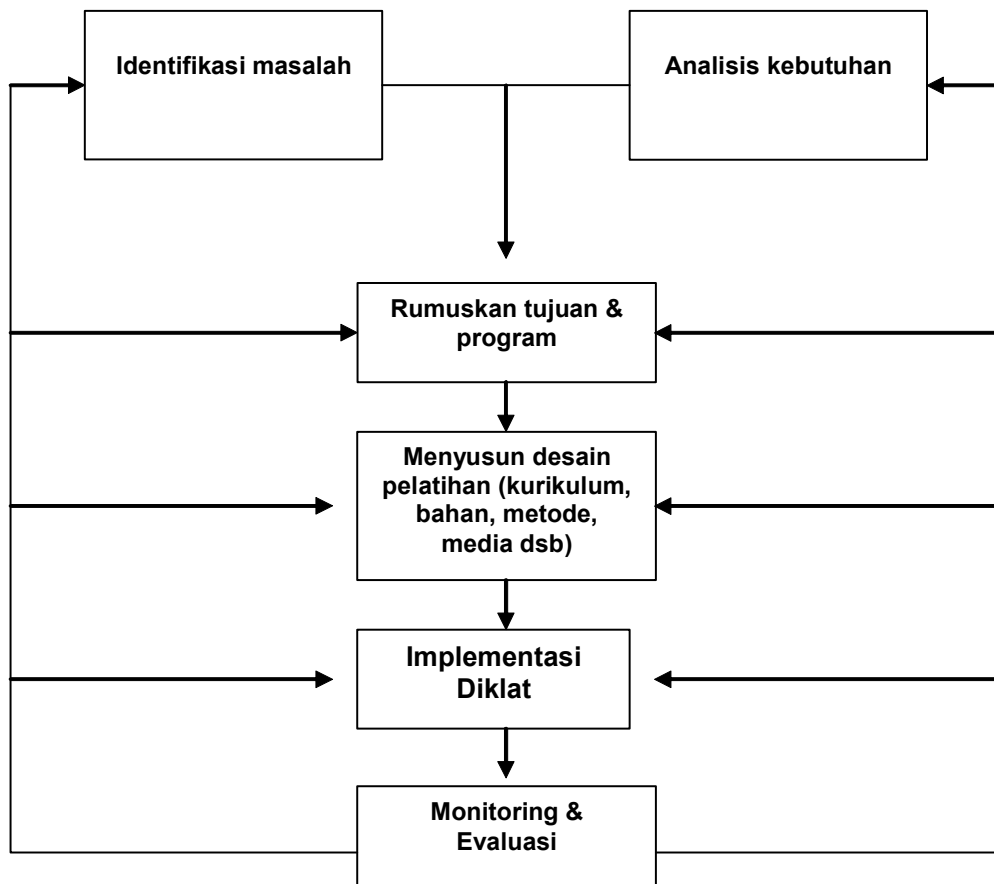 Identifikasi masalah
Analisis kebutuhan
Rumuskan tujuan &
program
Menyusun desain
pelatihan (kurikulum,
bahan, metode,
media dsb)
Implementasi
Diklat
Monitoring &
Evaluasi